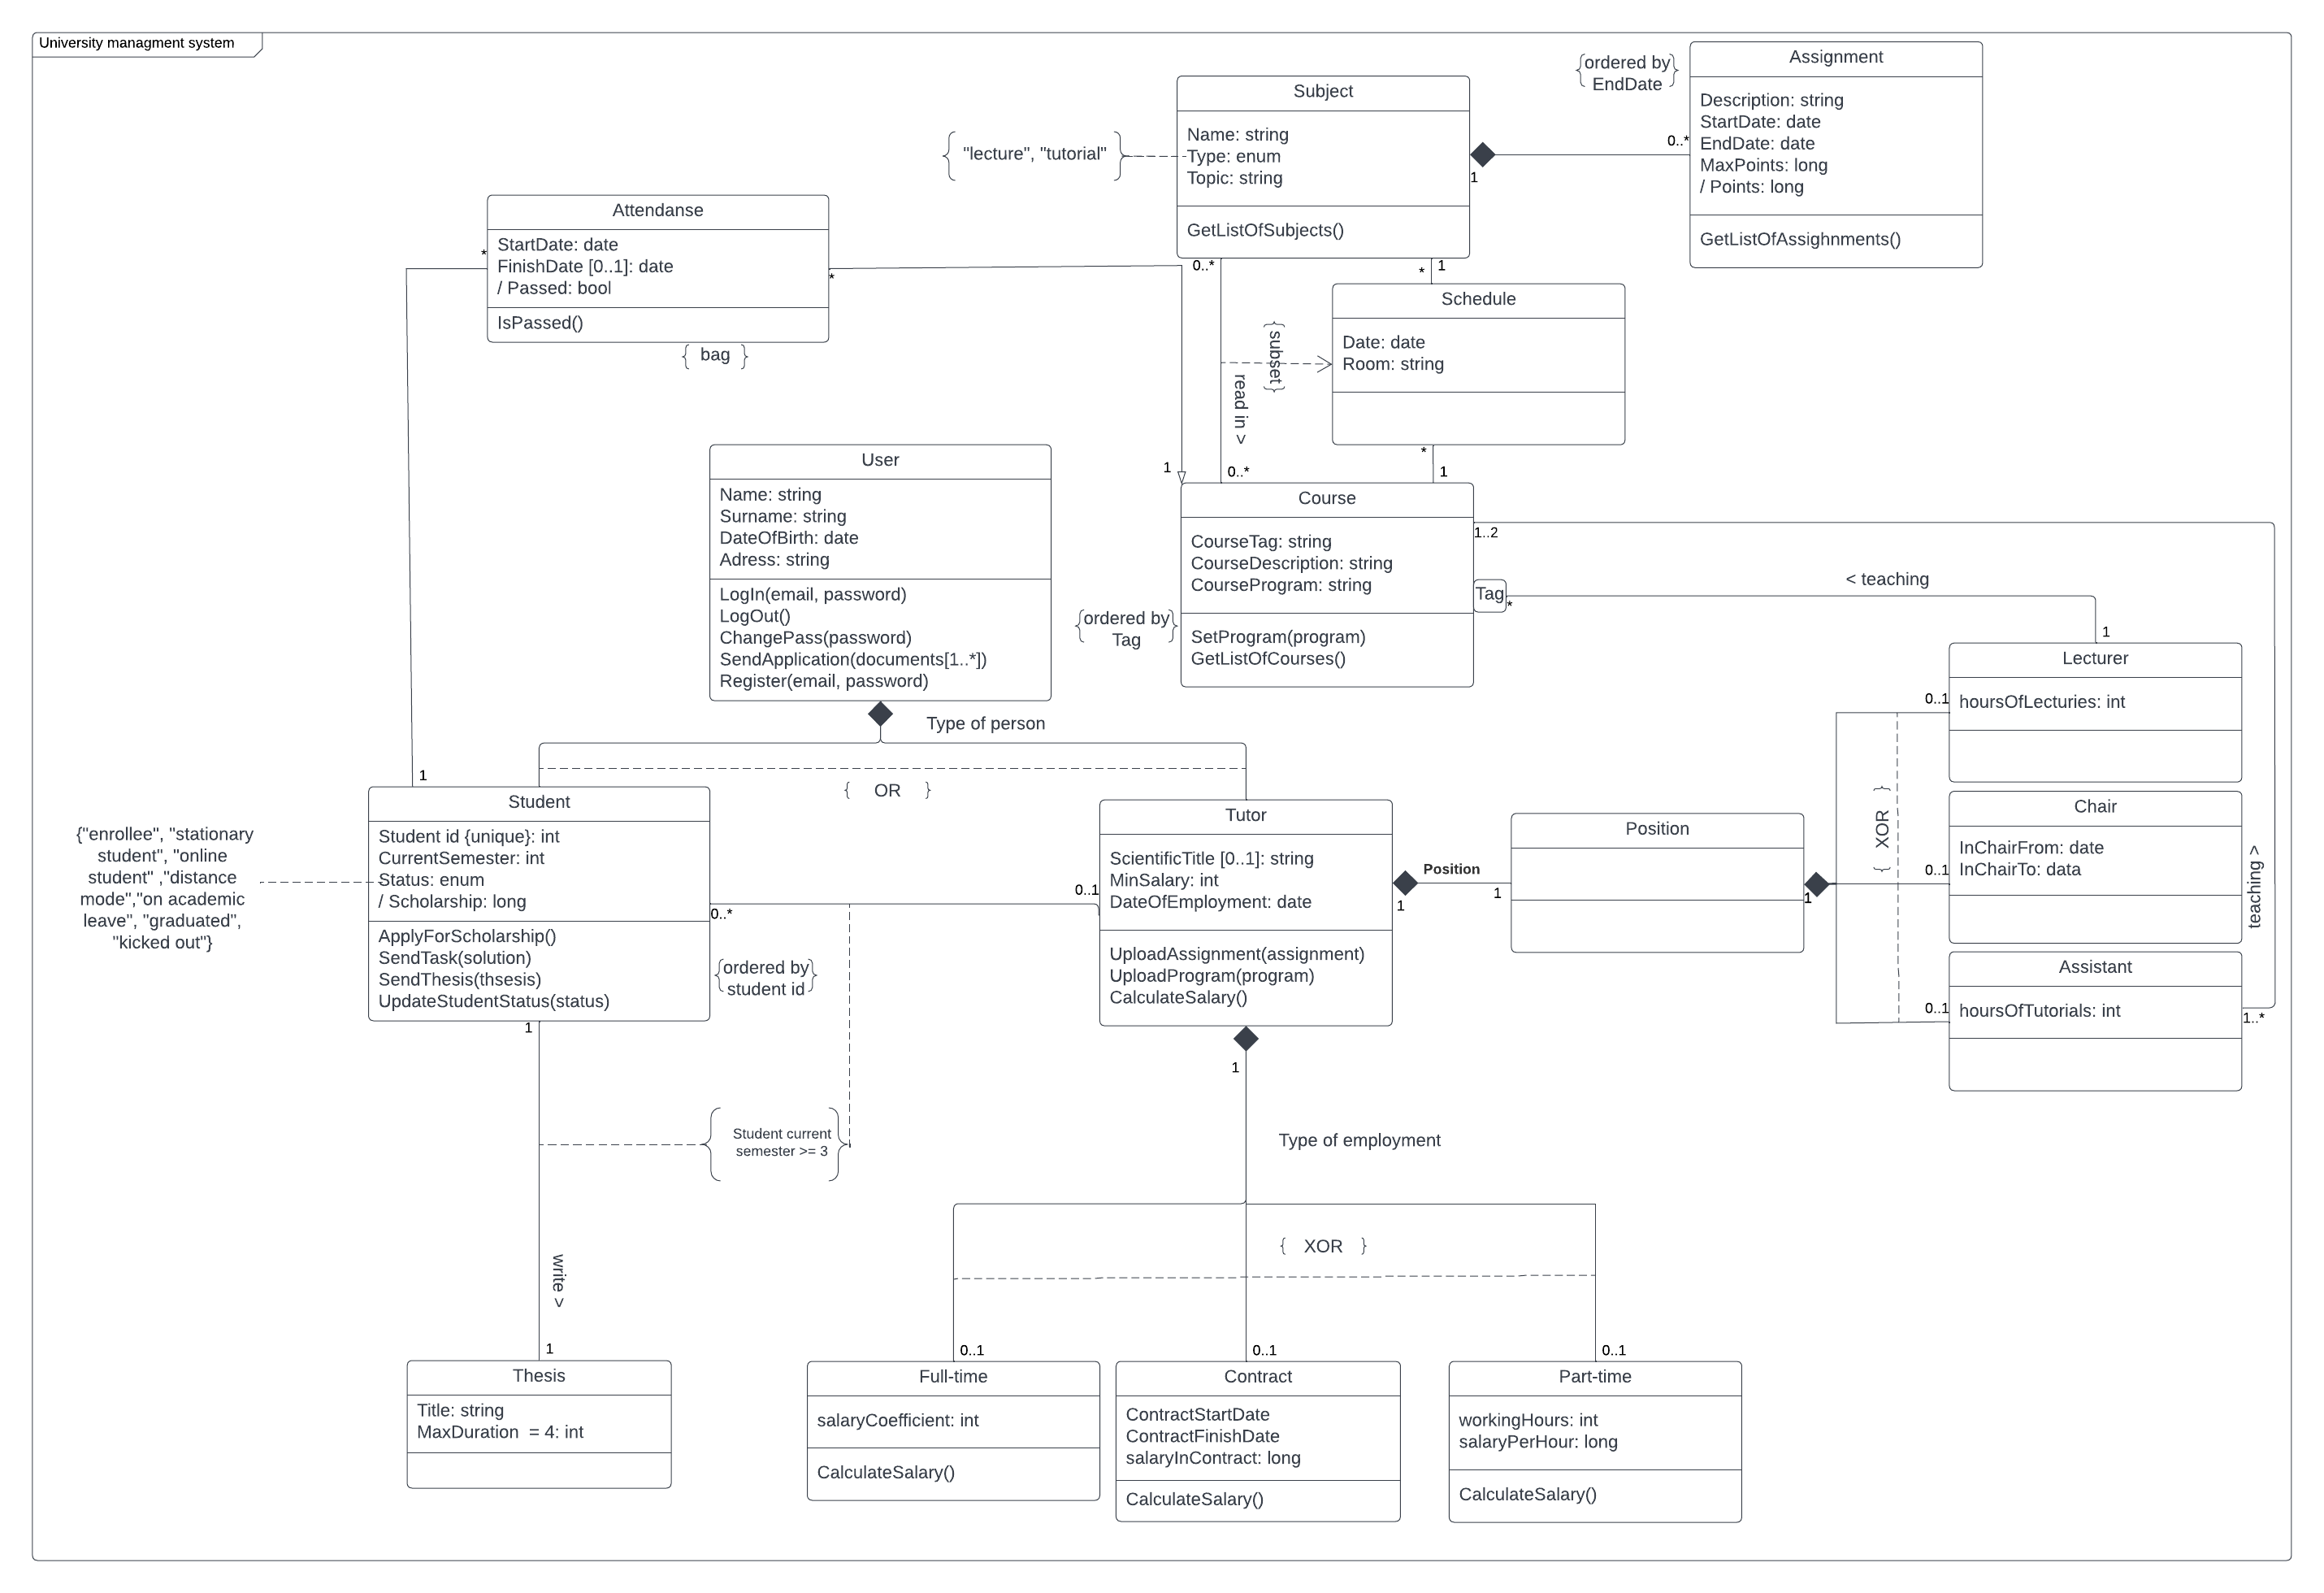 University managment system
{ordered by
EndDate}
Assignment
Description: string
StartDate: date
EndDate: date
MaxPoints: long
/ Points: long
GetListOfAssighnments()
0..*
1
Subject
Name: string
Type: enum
Topic: string
GetListOfSubjects()
{ "lecture", "tutorial" }
Attendanse
StartDate: date
FinishDate [0..1]: date
/ Passed: bool
IsPassed()
{ bag }
*
*
0..*
*
1
Schedule
Date: date
Room: string
{subset}
read in >
User
Name: string
Surname: string
DateOfBirth: date
Adress: string
LogIn(email, password)
LogOut()
ChangePass(password)
SendApplication(documents[1..*])
Register(email, password)
1
0..*
*
1
Course
CourseTag: string
CourseDescription: string
CourseProgram: string
SetProgram(program)
GetListOfCourses()
{ordered by
Tag}
1..2
Tag
*
< teaching
1
Lecturer
hoursOfLecturies: int
0..1
Type of person
{ OR }
1
Student
Student id {unique}: int
CurrentSemester: int
Status: enum
/ Scholarship: long
ApplyForScholarship()
SendTask(solution)
SendThesis(thsesis)
UpdateStudentStatus(status)
{"enrollee", "stationary
student", "online
student" ,"distance
mode","on academic
leave", "graduated",
"kicked out"}
0..*
{ordered by
student id}
0..1
Tutor
ScientificTitle [0..1]: string
MinSalary: int
DateOfEmployment: date
UploadAssignment(assignment)
UploadProgram(program)
CalculateSalary()
Position
1
1
Position
1
{ XOR }
Chair
InChairFrom: date
InChairTo: data
0..1
teaching >
Assistant
hoursOfTutorials: int
0..1
1..*
1
1
{ Student current
semester >= 3 }
Type of employment
{ XOR }
write >
1
Thesis
Title: string
MaxDuration  = 4: int
0..1
Full-time
salaryCoefficient: int
CalculateSalary()
0..1
Contract
ContractStartDate
ContractFinishDate
salaryInContract: long
CalculateSalary()
0..1
Part-time
workingHours: int
salaryPerHour: long
CalculateSalary()